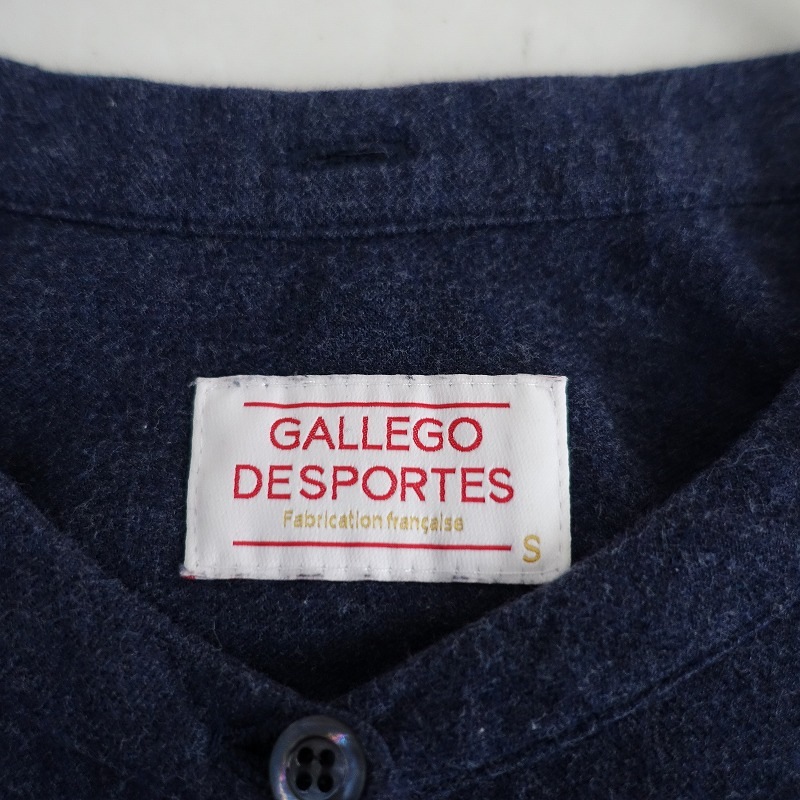 GALLEGO
DESPORTES
Fabrication française
S